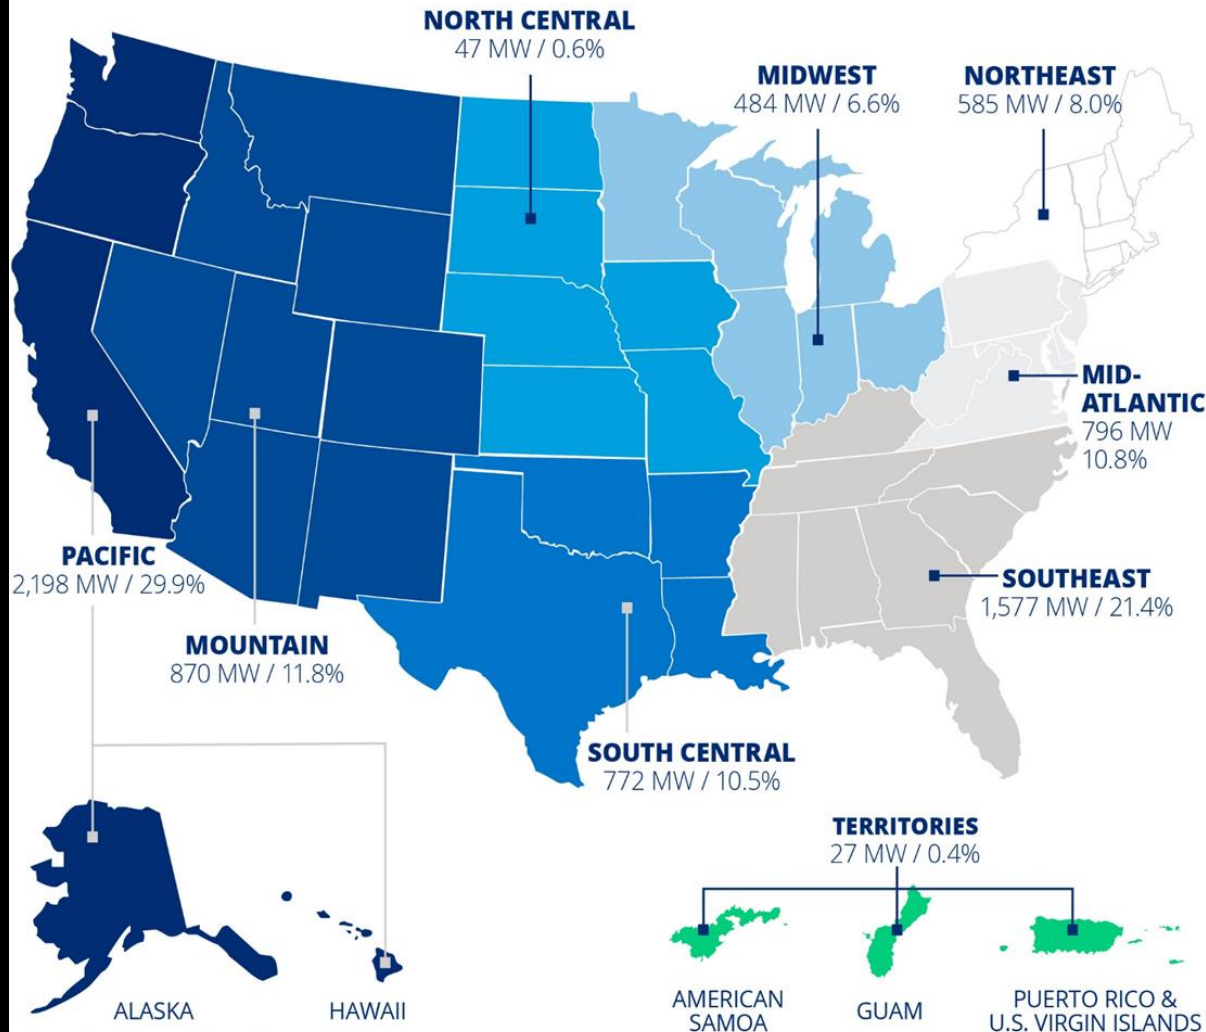 NORTH CENTRAL
47 MW / 0.6%
MIDWEST
484 MW / 6.6%
NORTHEAST
585 MW / 8.0%
MID-
ATLANTIC
796 MW
10.8%
PACIFIC
2,198 MW / 29.9%
SOUTHEAST
1,577 MW / 21.4%
MOUNTAIN
870 MW / 11.8%
SOUTH CENTRAL
772 MW / 10.5%
TERRITORIES
27 MW / 0.4%
ALASKA
HAWAII
AMERICAN
SAMOA
GUAM
PUERTO RICO &
U.S. VIRGIN ISLANDS